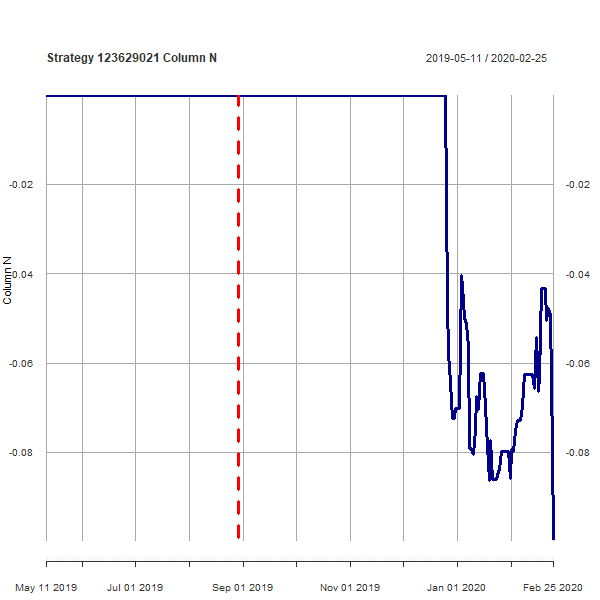 Strategy 123629021 Column N 2019-05-11 / 2020-02-25
-0.02 -0.02
-0.04 -0.04
Column N
-0.06 -0.06
-0.08 -0.08
May 11 2019 Jul 01 2019 Sep 01 2019 Nov 01 2019 Jan 01 2020 Feb 25 2020